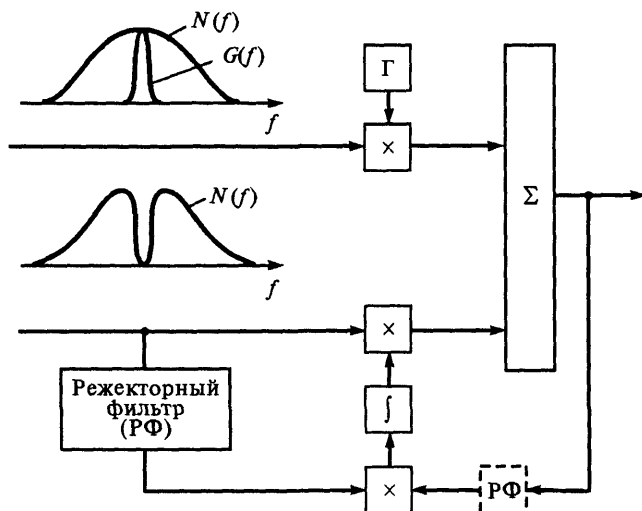 N(f)
G(f)
f
Г
×
Σ
N(f)
f
×
Режекторный
фильтр
(РФ)
∫
×
РФ